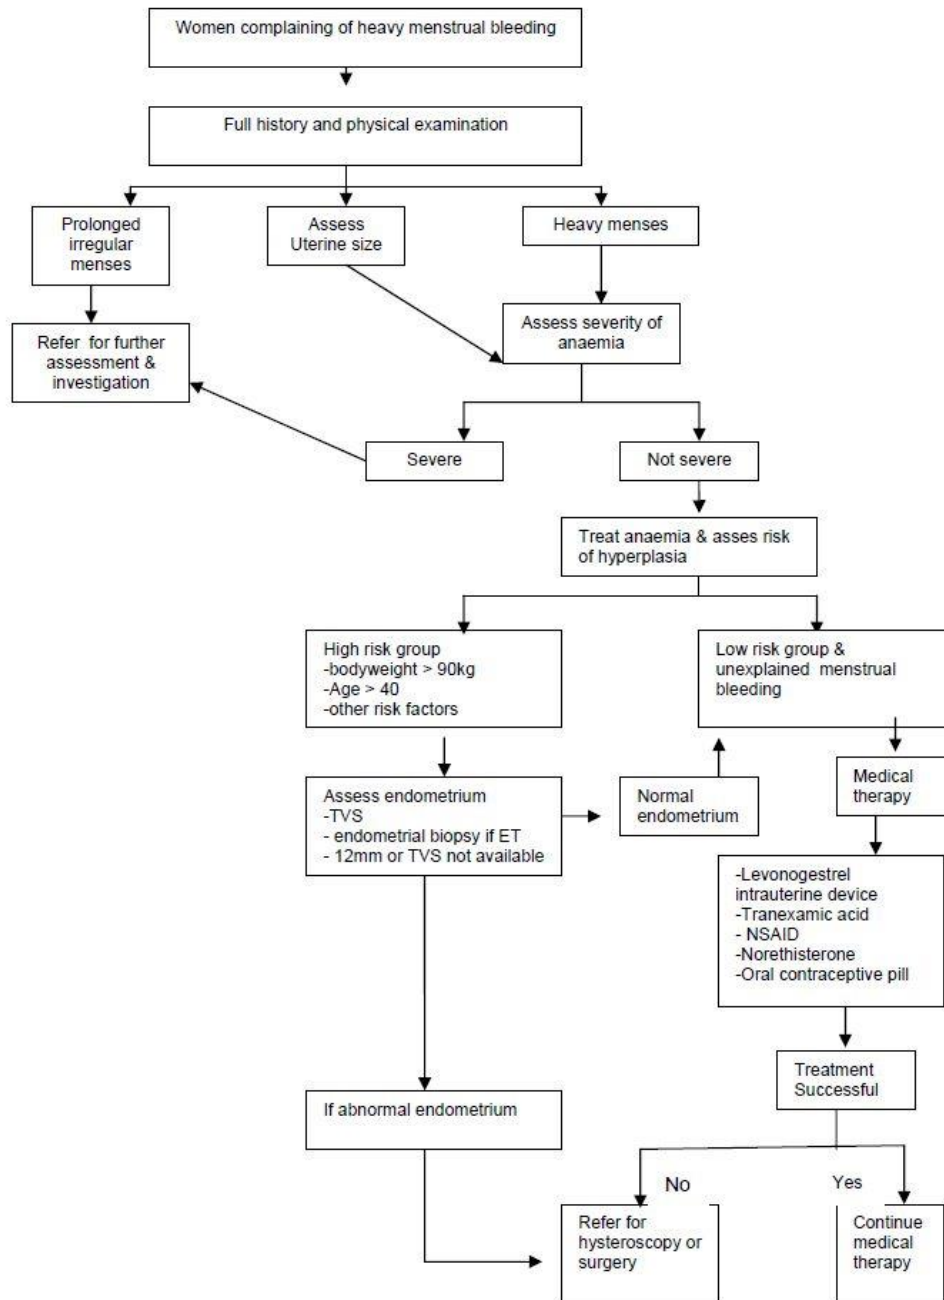 Women complaining of heavy menstrual bleeding
Full history and physical examination
Prolonged
irregular
menses
Assess
Uterine size
Heavy menses
Refer for further
assessment &
investigation
Assess severity of
anaemia
Severe
Not severe
Treat anaemia & asses risk
of hyperplasia
High risk group
-bodyweight > 90kg
-Age > 40
-other risk factors
Low risk group &
unexplained menstrual
bleeding
Assess endometrium
-TVS
- endometrial biopsy if ET
- 12mm or TVS not available
Normal
endometrium
Medical
therapy
-Levonogestrel
intrauterine device
-Tranexamic acid
- NSAID
-Norethisterone
-Oral contraceptive pill
Treatment
Successful
If abnormal endometrium
No
Yes
Refer for
hysteroscopy or
surgery
Continue
medical
therapy